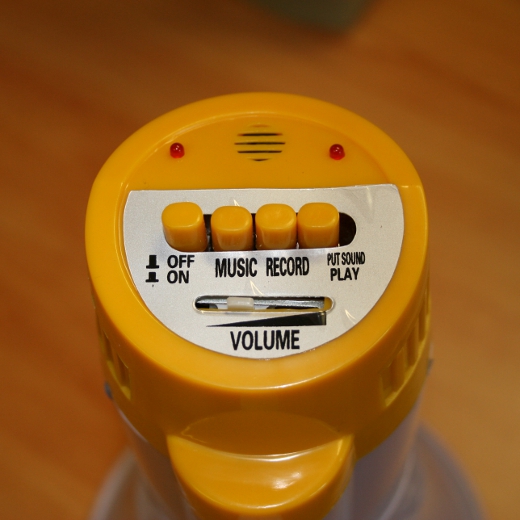 OFF
ON
MUSIC RECORD
PUT SOUND
PLAY
VOLUME